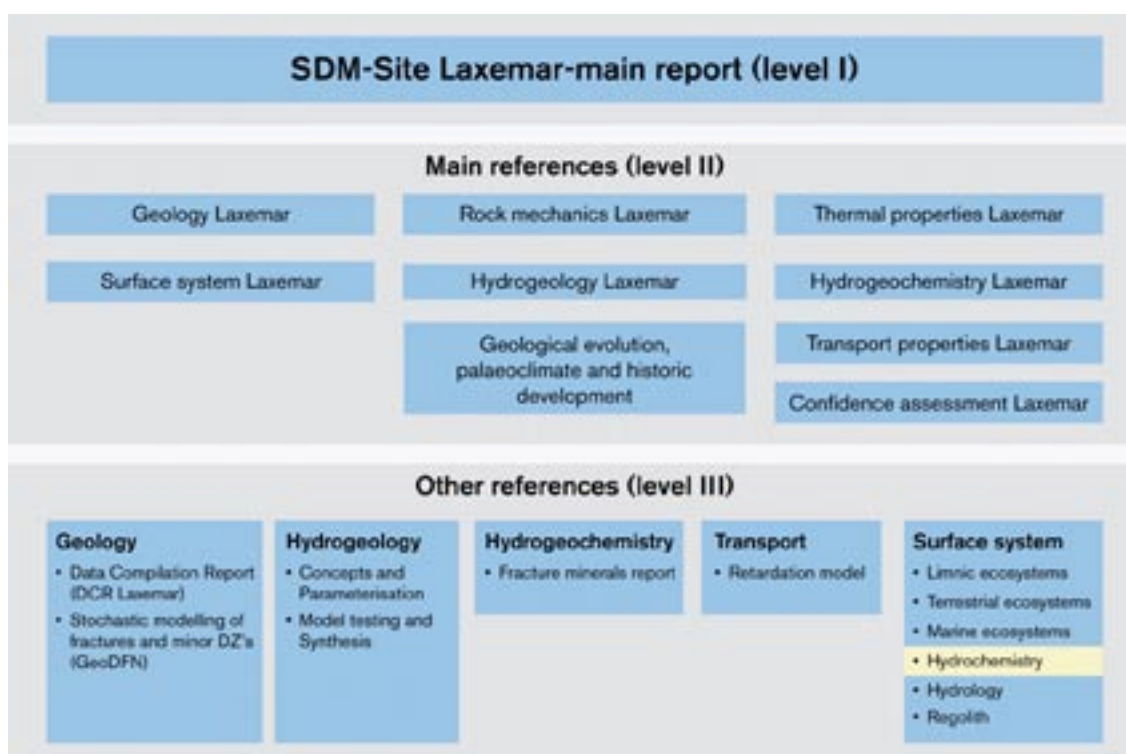 SDM-Site Laxemar-main report (level I)
Main references (level II)
Geology Laxemar
Rock mechanics Laxemar
Thermal properties Laxemar
Surface system Laxemar
Hydrogeology Laxemar
Hydrogeochemistry Laxemar
Geological evolution,
palaeoclimate and historic
development
Transport properties Laxemar
Confidence assessment Laxemar
Other references (level III)
Geology
• Data Compilation Report
(DCR Laxemar)
• Stochastic modelling of
fractures and minor DZ's
(GeoDFN)
Hydrogeology
• Concepts and
Parameterisation
• Model testing and
Synthesis
Hydrogeochemistry
• Fracture minerals report
Transport
• Retardation model
Surface system
• Limnic ecosystems
• Terrestrial ecosystems
• Marine ecosystems
• Hydrochemistry
• Hydrology
• Regolith